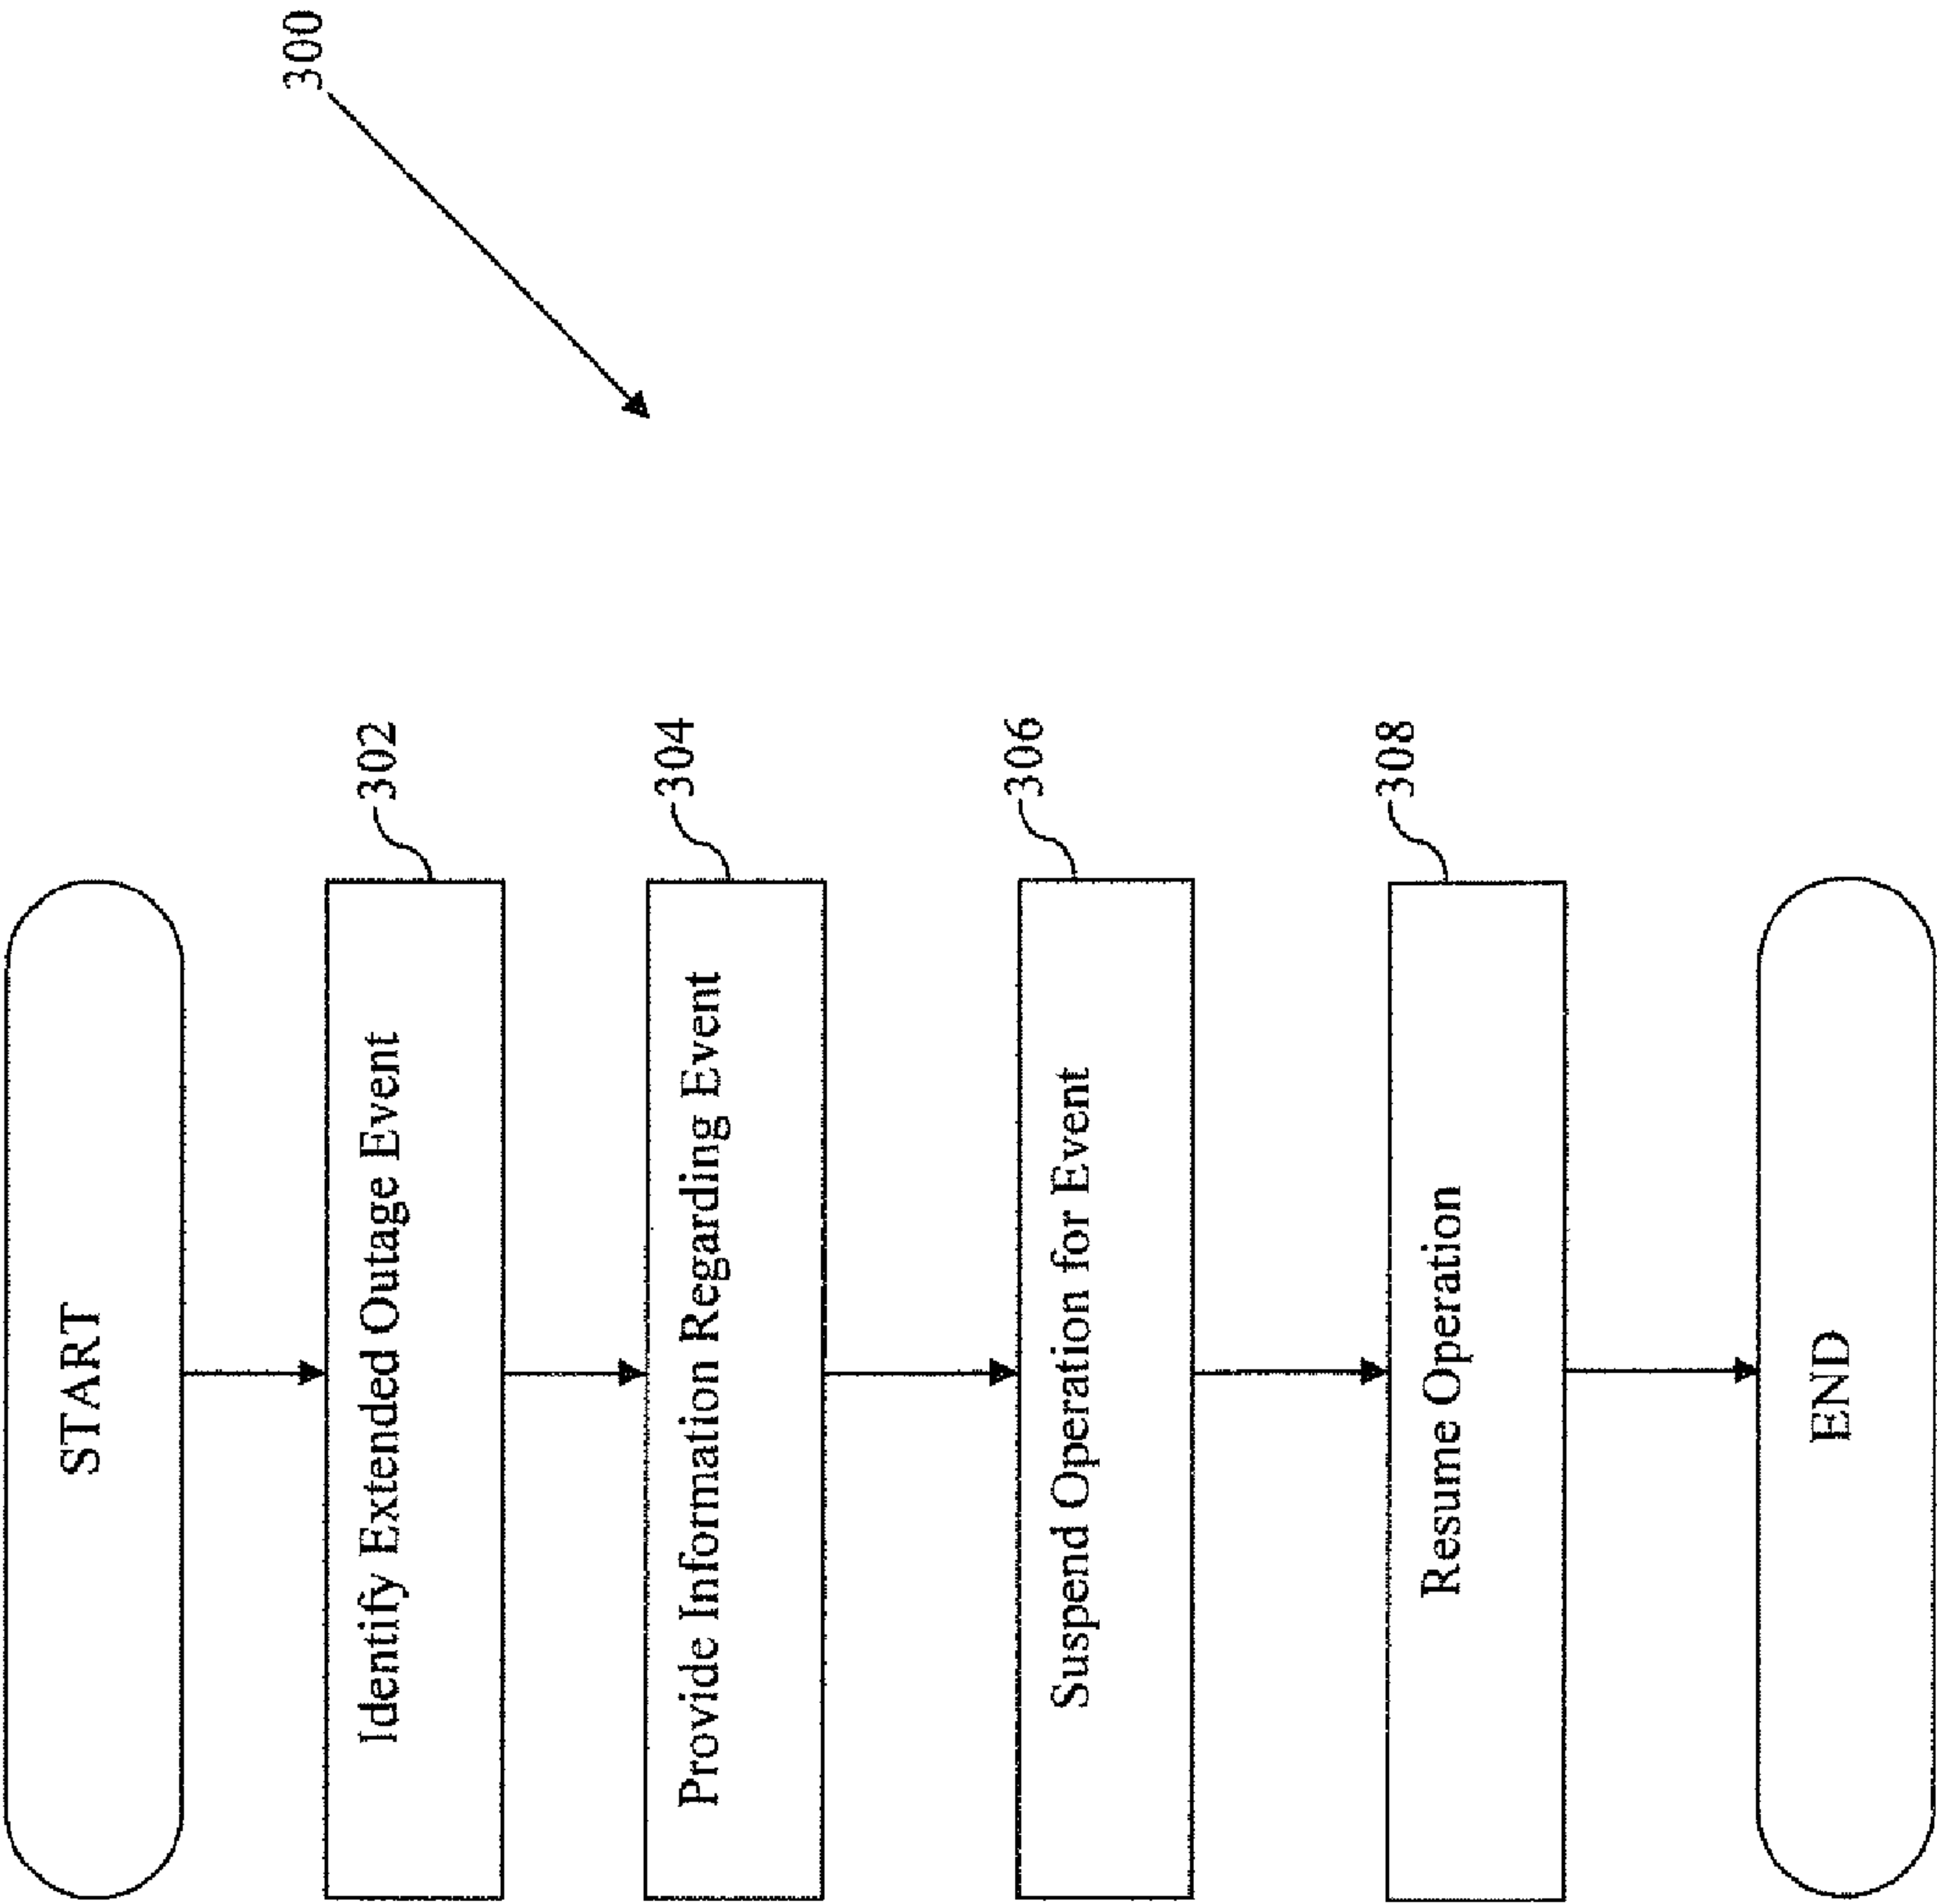 300
START
Identify Extended Outage Event
302
Provide Information Regarding Event
304
Suspend Operation for Event
306
Resume Operation
308
END